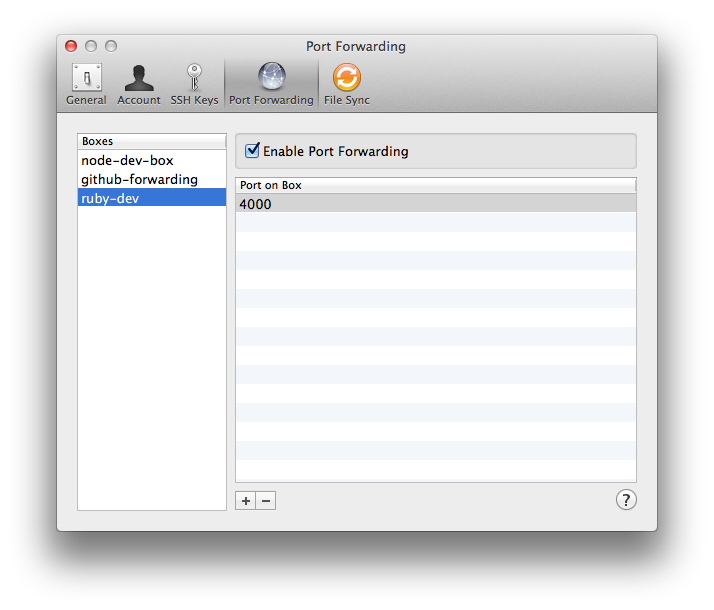 Port Forwarding
General Account SSH Keys Port Forwarding File Sync
Boxes
node-dev-box
github-forwarding
ruby-dev
Enable Port Forwarding
Port on Box
4000
+ −
?